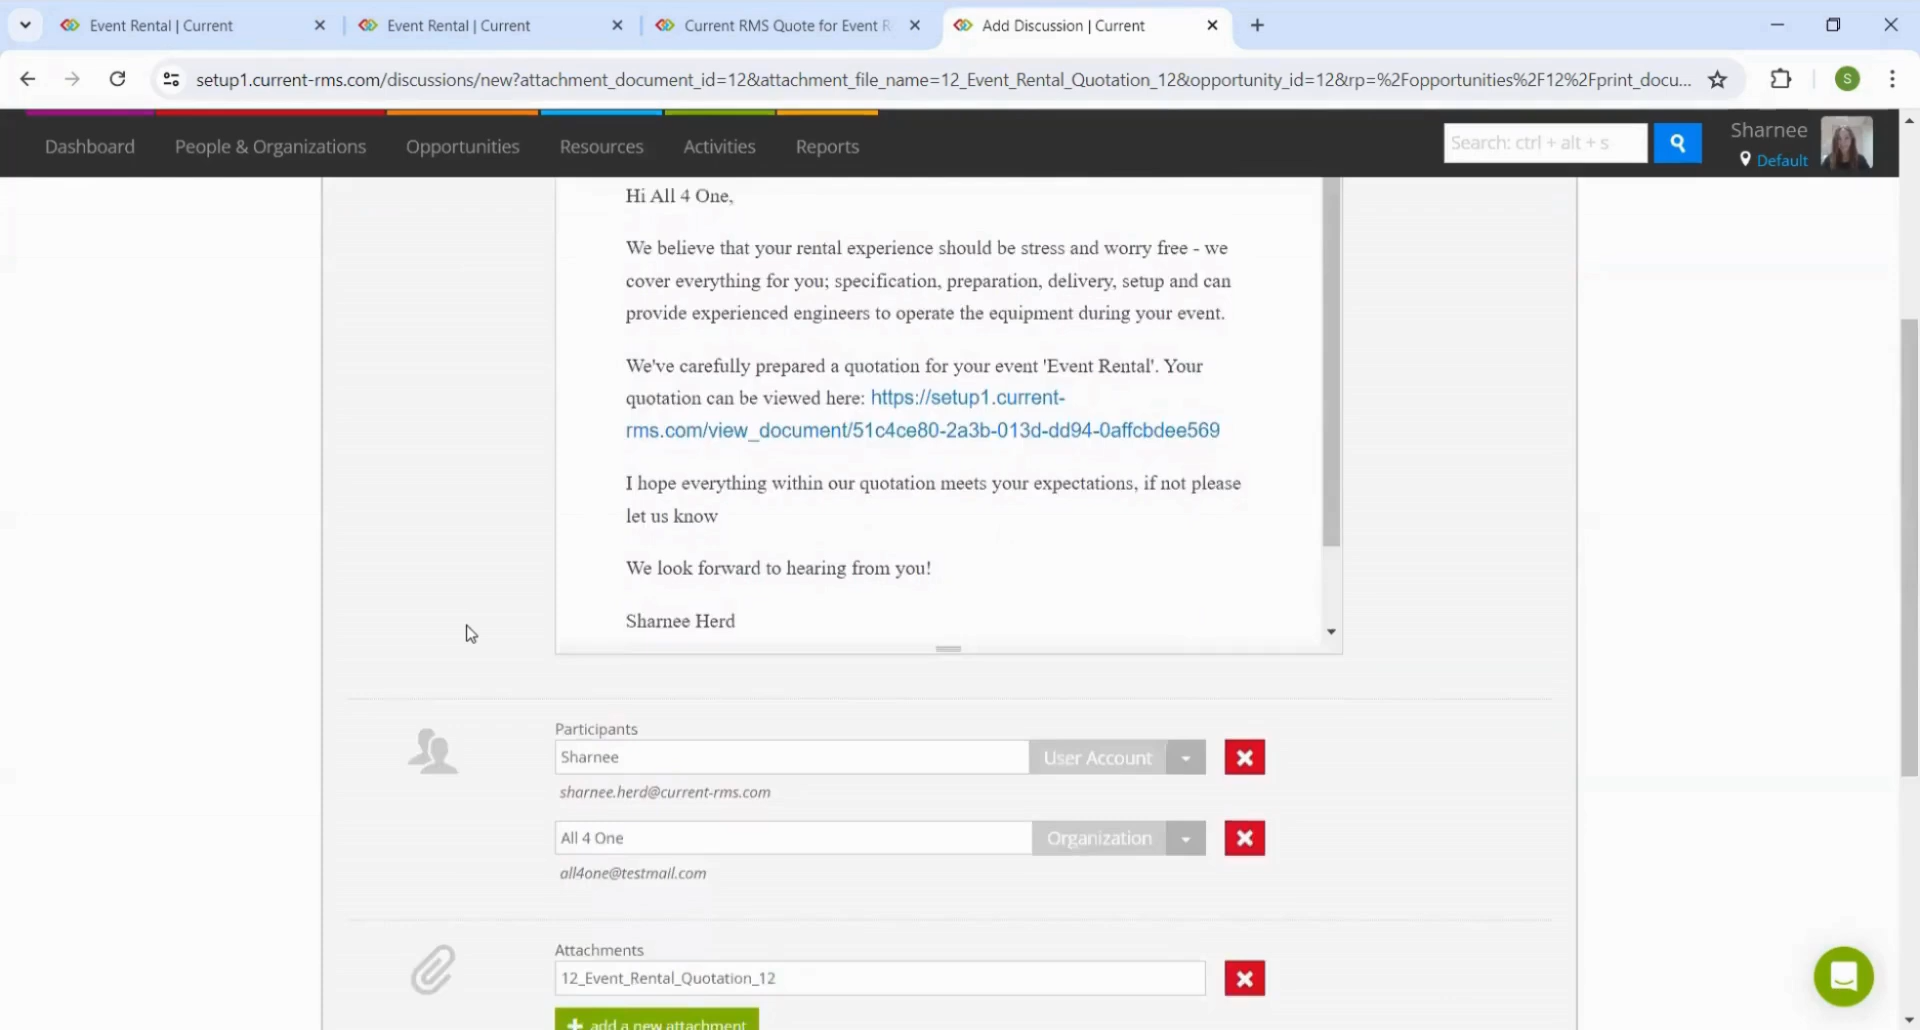 Event Rental | Current
Event Rental | Current
Current RMS Quote for Event R
Add Discussion | Current
setup1.current-rms.com/discussions/new?attachment_document_id=12&attachment_file_name=12_Event_Rental_Quotation_12&opportunity_id=12&rp=%2Fopportunities%2F12%2Fprint_docu...
S
Dashboard
People & Organizations
Opportunities
Resources
Activities
Reports
Search: ctrl + alt + s
Sharnee
Default
Hi All 4 One,
We believe that your rental experience should be stress and worry free - we
cover everything for you; specification, preparation, delivery, setup and can
provide experienced engineers to operate the equipment during your event.
We've carefully prepared a quotation for your event 'Event Rental'. Your
quotation can be viewed here: https://setup1.current-
rms.com/view_document/51c4ce80-2a3b-013d-dd94-0affcbdee569
I hope everything within our quotation meets your expectations, if not please
let us know
We look forward to hearing from you!
Sharnee Herd
Participants
Sharnee
User Account
sharnee.herd@current-rms.com
All 4 One
Organization
all4one@testmail.com
Attachments
12_Event_Rental_Quotation_12
+ add a new attachment